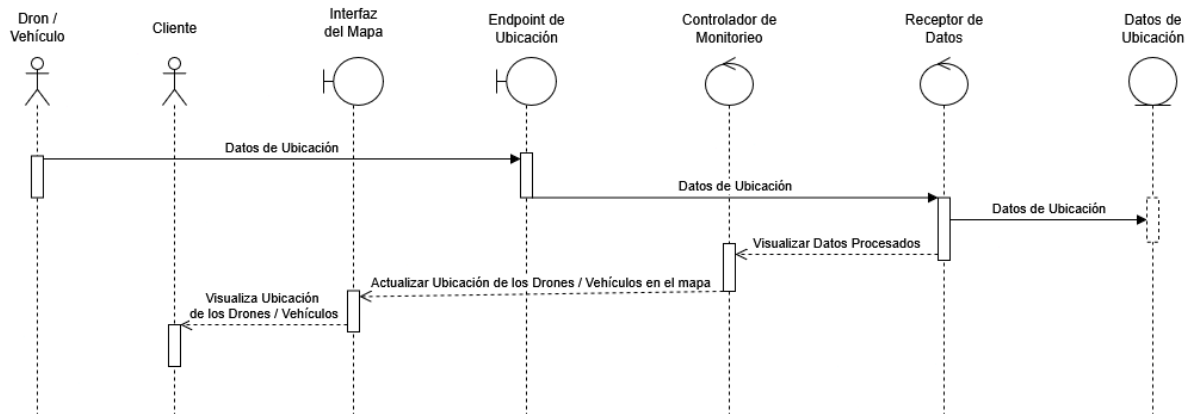 Dron /
Vehículo
Cliente
Interfaz
del Mapa
Endpoint de
Ubicación
Controlador de
Monitorieo
Receptor de
Datos
Datos de
Ubicación
Datos de Ubicación
Datos de Ubicación
Datos de Ubicación
Visualizar Datos Procesados
Actualizar Ubicación de los Drones / Vehículos en el mapa
Visualiza Ubicación
de los Drones / Vehículos